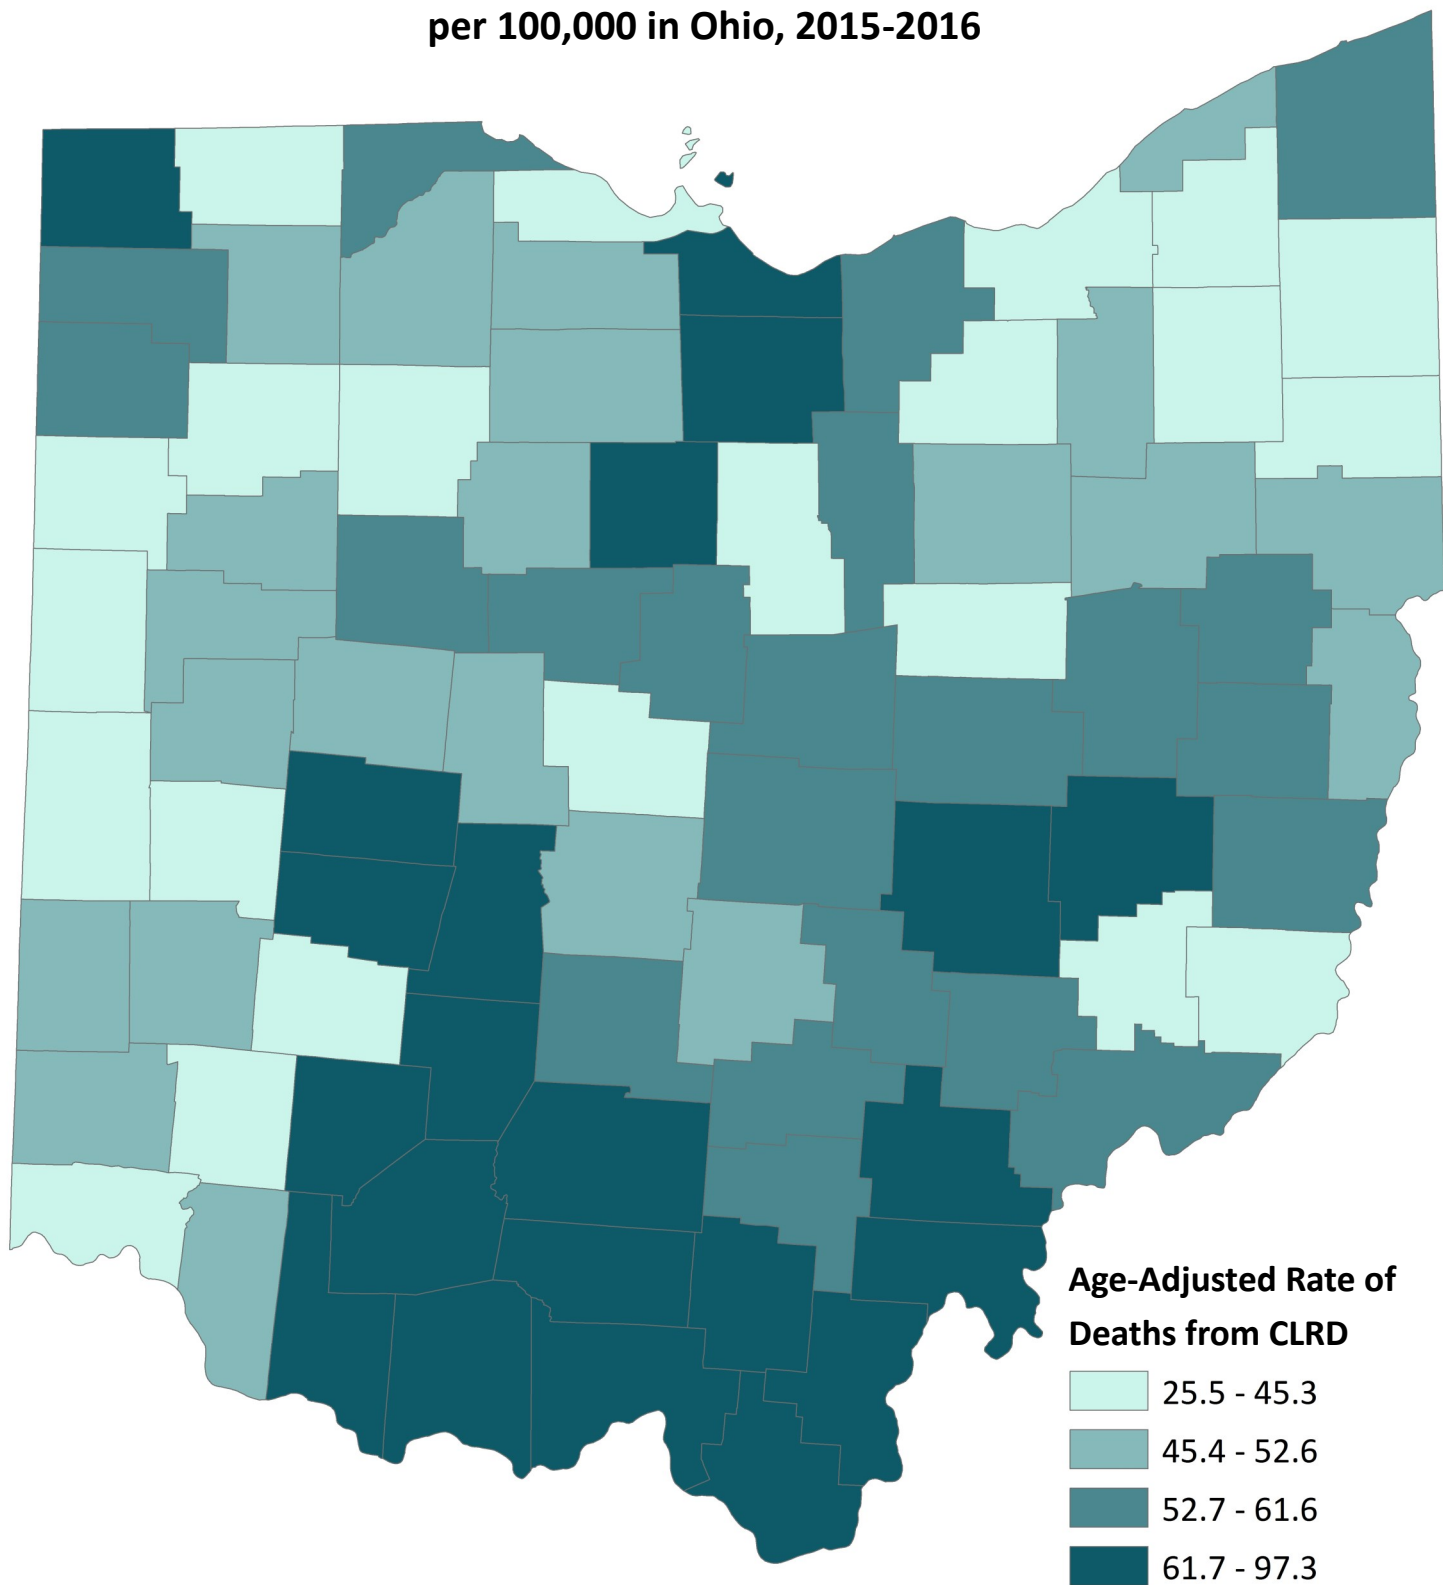 per 100,000 in Ohio, 2015-2016
Age-Adjusted Rate of
Deaths from CLRD
25.5 - 45.3
45.4 - 52.6
52.7 - 61.6
61.7 - 97.3